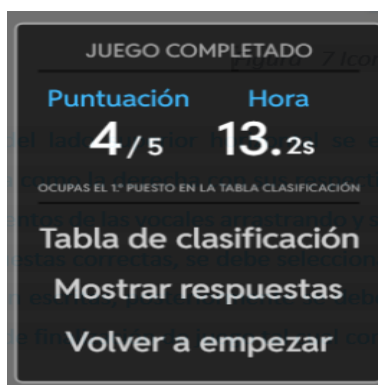 JUEGO COMPLETADO
Puntuación Hora
4/5 13.2s
OCUPAS EL 1.º PUESTO EN LA TABLA CLASIFICACIÓN
Tabla de clasificación
Mostrar respuestas
Volver a empezar